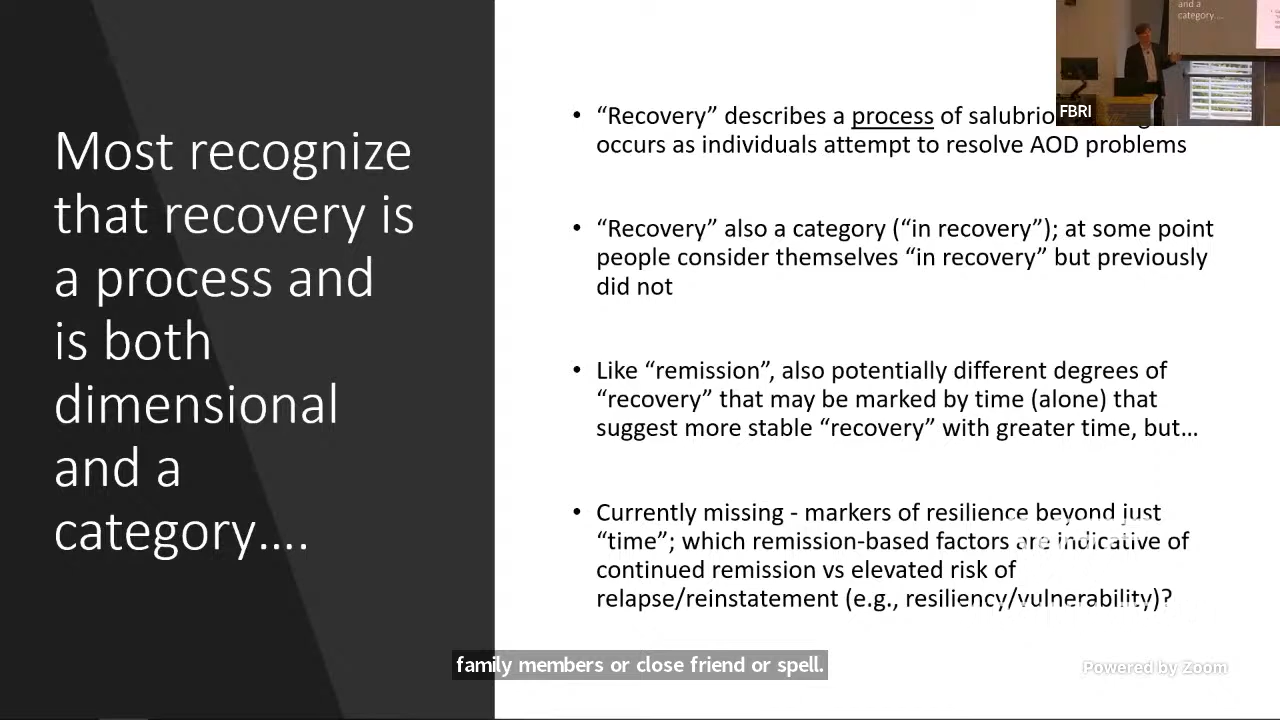 Most recognize
that recovery is
a process and
is both
dimensional
and a
category....
and a
category....
FBRI
• “Recovery” describes a process of
occurs as individuals attempt to resolve AOD problems
• “Recovery” also a category (“in recovery”); at some point
people consider themselves “in recovery” but previously
did not
• Like “remission”, also potentially different degrees of
“recovery” that may be marked by time (alone) that
suggest more stable “recovery” with greater time, but…
• Currently missing - markers of resilience beyond just
“time”; which remission-based factors are indicative of
continued remission vs elevated risk of
relapse/reinstatement (e.g., resiliency/vulnerability)?
family members or close friend or spell.
Powered by Zoom